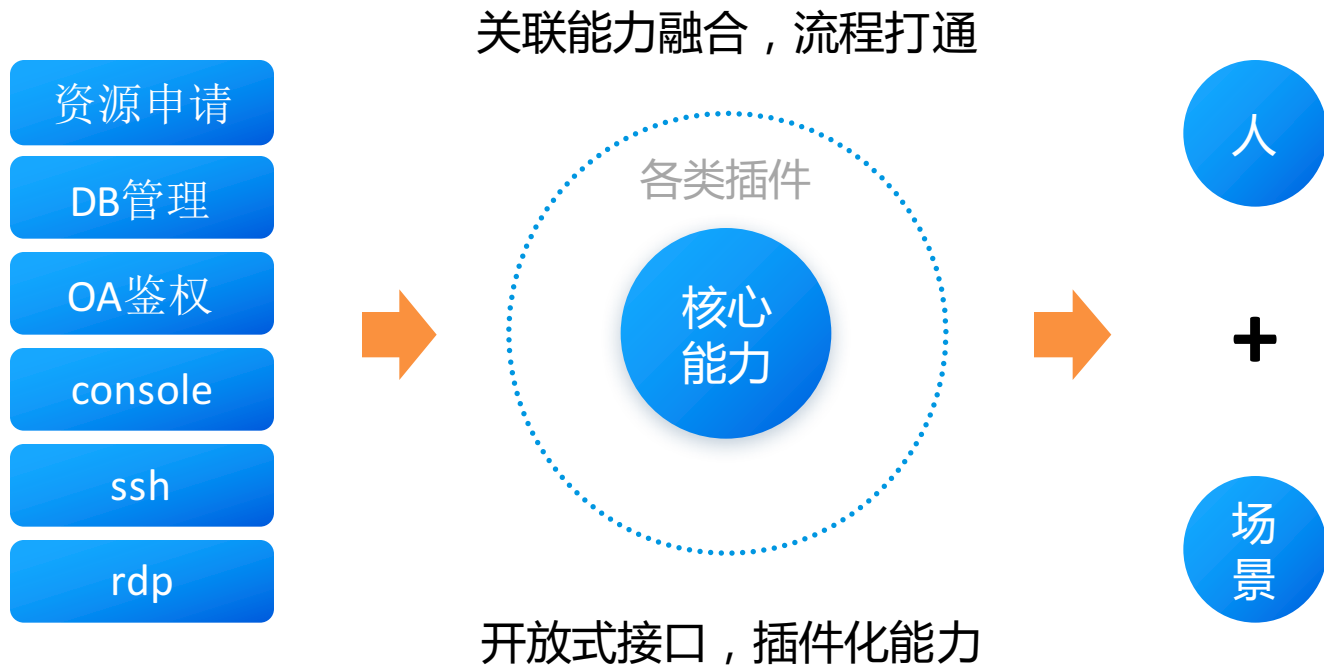 关联能力融合，流程打通
资源申请
DB管理
OA鉴权
console
ssh
rdp
各类插件
核心
能力
人
+
场
景
开放式接口，插件化能力